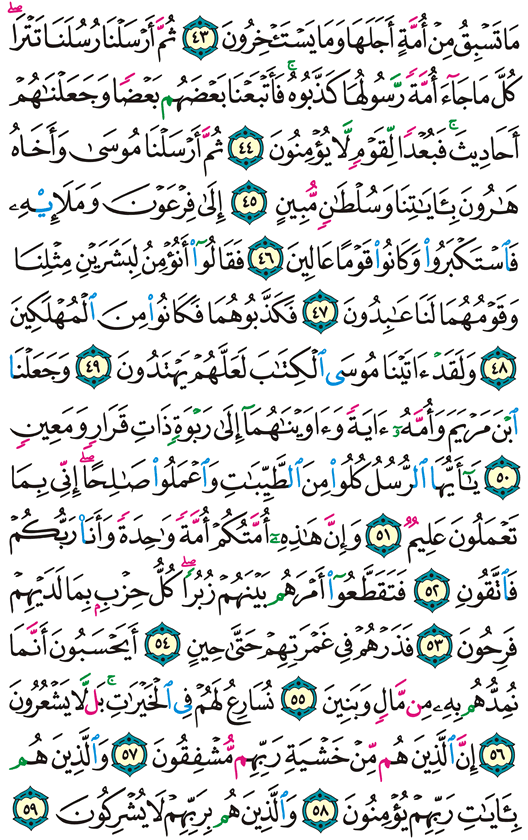 مَا تَسْبِقُ مِنْ أُمَّةٍ أَجَلَهَا وَمَا يَسْتَـْٔخِرُونَ ٤٣ ثُمَّ أَرْسَلْنَا رُسُلَنَا تَتْرَا
كُلَّ مَا جَآءَ أُمَّةً رَّسُولُهَا كَذَّبُوهُ فَأَتْبَعْنَا بَعْضَهُم بَعْضًا وَجَعَلْنَٰهُمْ
أَحَادِيثَ فَبُعْدًا لِّقَوْمٍ لَّا يُؤْمِنُونَ ٤٤ ثُمَّ أَرْسَلْنَا مُوسَىٰ وَأَخَاهُ
هَٰرُونَ بِـَٔايَٰتِنَا وَسُلْطَٰنٍ مُّبِينٍ ٤٥ إِلَىٰ فِرْعَوْنَ وَمَلَإِي۟هِۦ
فَٱسْتَكْبَرُوا۟ وَكَانُوا۟ قَوْمًا عَالِينَ ٤٦ فَقَالُوٓا۟ أَنُؤْمِنُ لِبَشَرَيْنِ مِثْلِنَا
وَقَوْمُهُمَا لَنَا عَٰبِدُونَ ٤٧ فَكَذَّبُوهُمَا فَكَانُوا۟ مِنَ ٱلْمُهْلَكِينَ
٤٨ وَلَقَدْ ءَاتَيْنَا مُوسَى ٱلْكِتَٰبَ لَعَلَّهُمْ يَهْتَدُونَ ٤٩ وَجَعَلْنَا
ٱبْنَ مَرْيَمَ وَأُمَّهُۥٓ ءَايَةً وَءَاوَيْنَٰهُمَآ إِلَىٰ رَبْوَةٍ ذَاتِ قَرَارٍ وَمَعِينٍ
٥٠ يَٰٓأَيُّهَا ٱلرُّسُلُ كُلُوا۟ مِنَ ٱلطَّيِّبَٰتِ وَٱعْمَلُوا۟ صَٰلِحًا إِنِّى بِمَا
تَعْمَلُونَ عَلِيمٌ ٥١ وَإِنَّ هَٰذِهِۦٓ أُمَّتُكُمْ أُمَّةً وَٰحِدَةً وَأَنَا۠ رَبُّكُمْ
فَٱتَّقُونِ ٥٢ فَتَقَطَّعُوٓا۟ أَمْرَهُم بَيْنَهُمْ زُبُرًا كُلُّ حِزْبٍۭ بِمَا لَدَيْهِمْ
فَرِحُونَ ٥٣ فَذَرْهُمْ فِى غَمْرَتِهِمْ حَتَّىٰ حِينٍ ٥٤ أَيَحْسَبُونَ أَنَّمَا
نُمِدُّهُم بِهِۦ مِن مَّالٍ وَبَنِينَ ٥٥ نُسَارِعُ لَهُمْ فِى ٱلْخَيْرَٰتِ بَل لَّا يَشْعُرُونَ
٥٦ إِنَّ ٱلَّذِينَ هُم مِّنْ خَشْيَةِ رَبِّهِم مُّشْفِقُونَ ٥٧ وَٱلَّذِينَ هُم
بِـَٔايَٰتِ رَبِّهِمْ يُؤْمِنُونَ ٥٨ وَٱلَّذِينَ هُم بِرَبِّهِمْ لَا يُشْرِكُونَ ٥٩